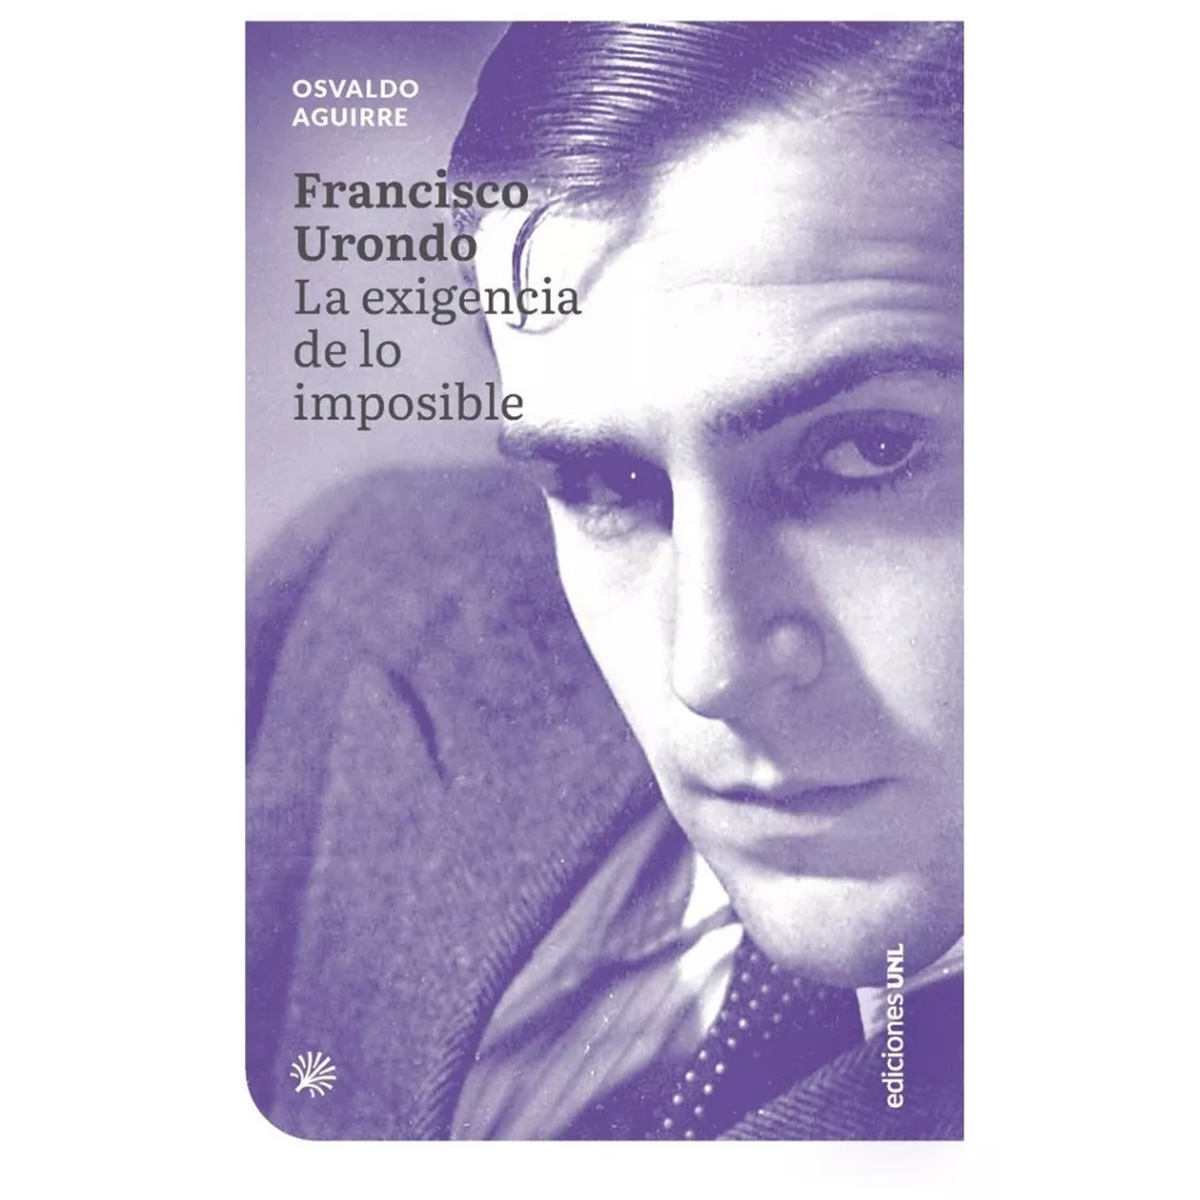 OSVALDO
AGUIRRE
Francisco
Urondo
La exigencia
de lo
imposible
ediciones UNL